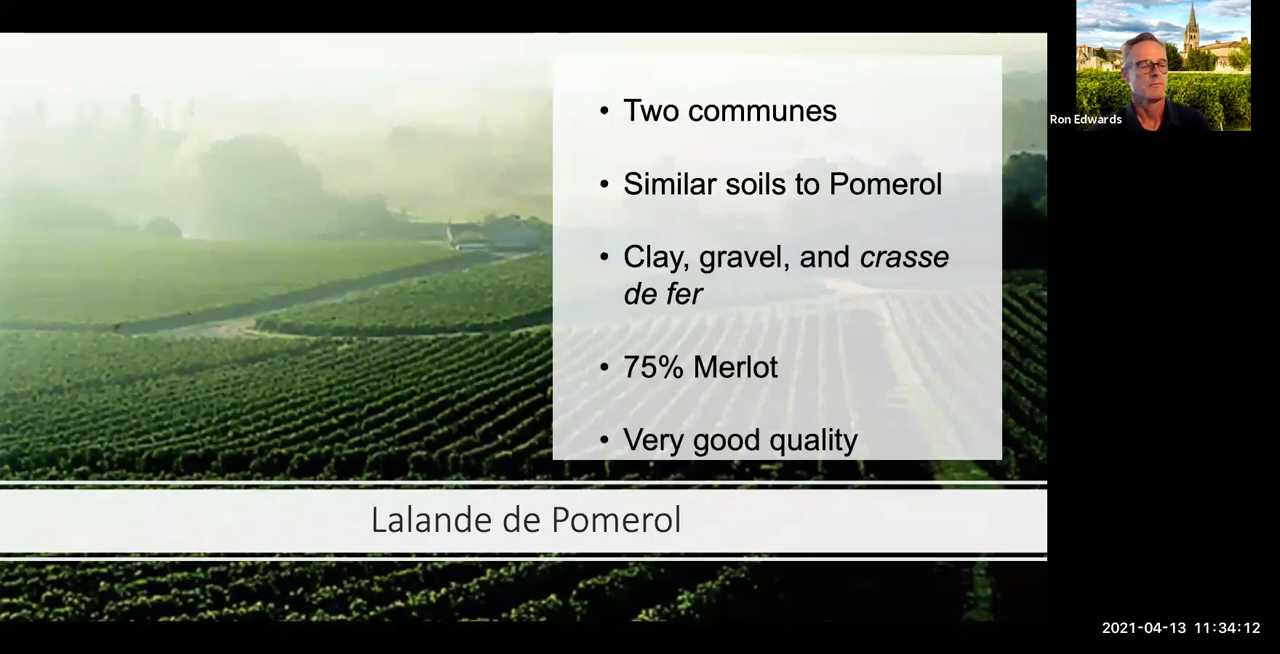 • Two communes
• Similar soils to Pomerol
• Clay, gravel, and crasse
de fer
• 75% Merlot
• Very good quality
Lalande de Pomerol
Ron Edwards
2021-04-13 11:34:12